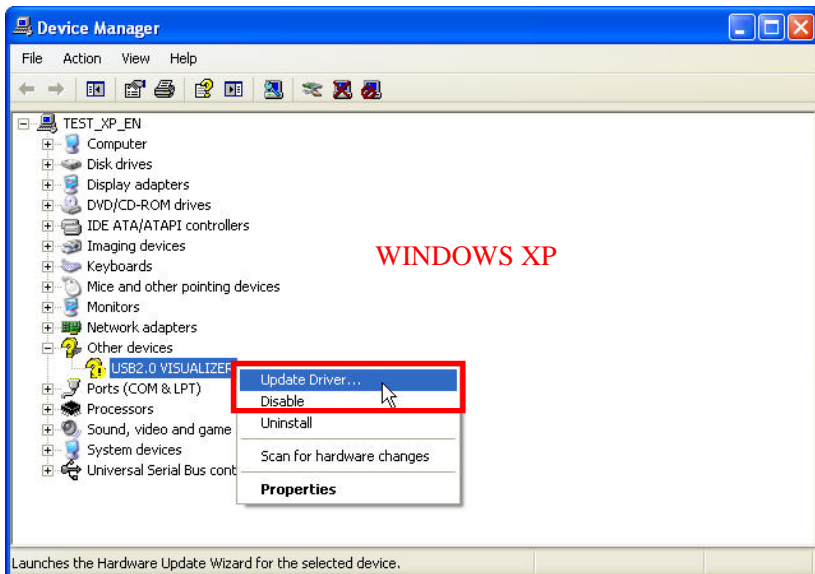 Device Manager
File Action View Help
TEST_XP_EN
Computer
Disk drives
Display adapters
DVD/CD-ROM drives
IDE ATA/ATAPI controllers
Imaging devices
WINDOWS XP
Keyboards
Mice and other pointing devices
Monitors
Network adapters
Other devices
USB2.0 VISUALIZER
Ports (COM & LPT)
Processors
Sound, video and game
System devices
Universal Serial Bus cont
Update Driver...
Disable
Uninstall
Scan for hardware changes
Properties
Launches the Hardware Update Wizard for the selected device.